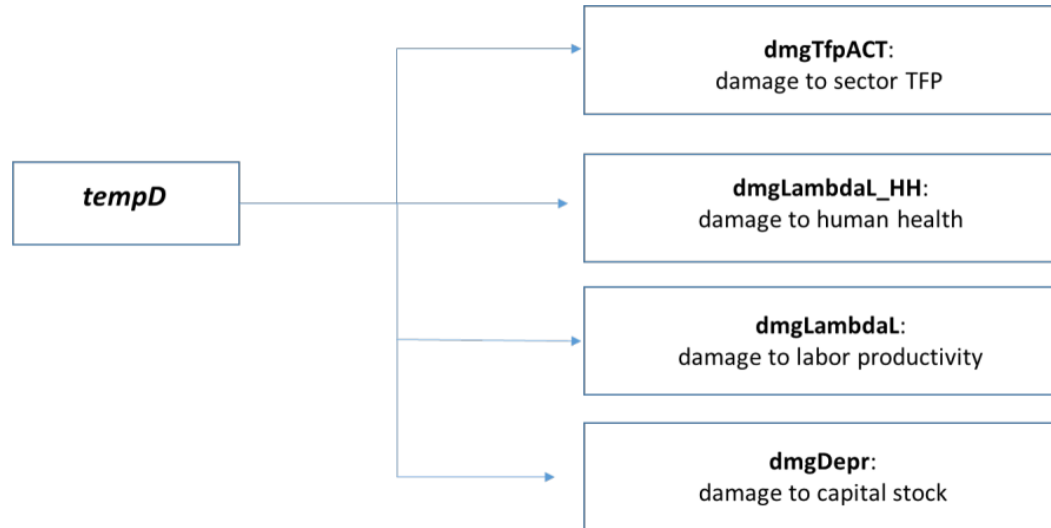 dmgTfpACT:
damage to sector TFP
tempD
dmgLambdaL_HH:
damage to human health
dmgLambdaL:
damage to labor productivity
dmgDepr:
damage to capital stock